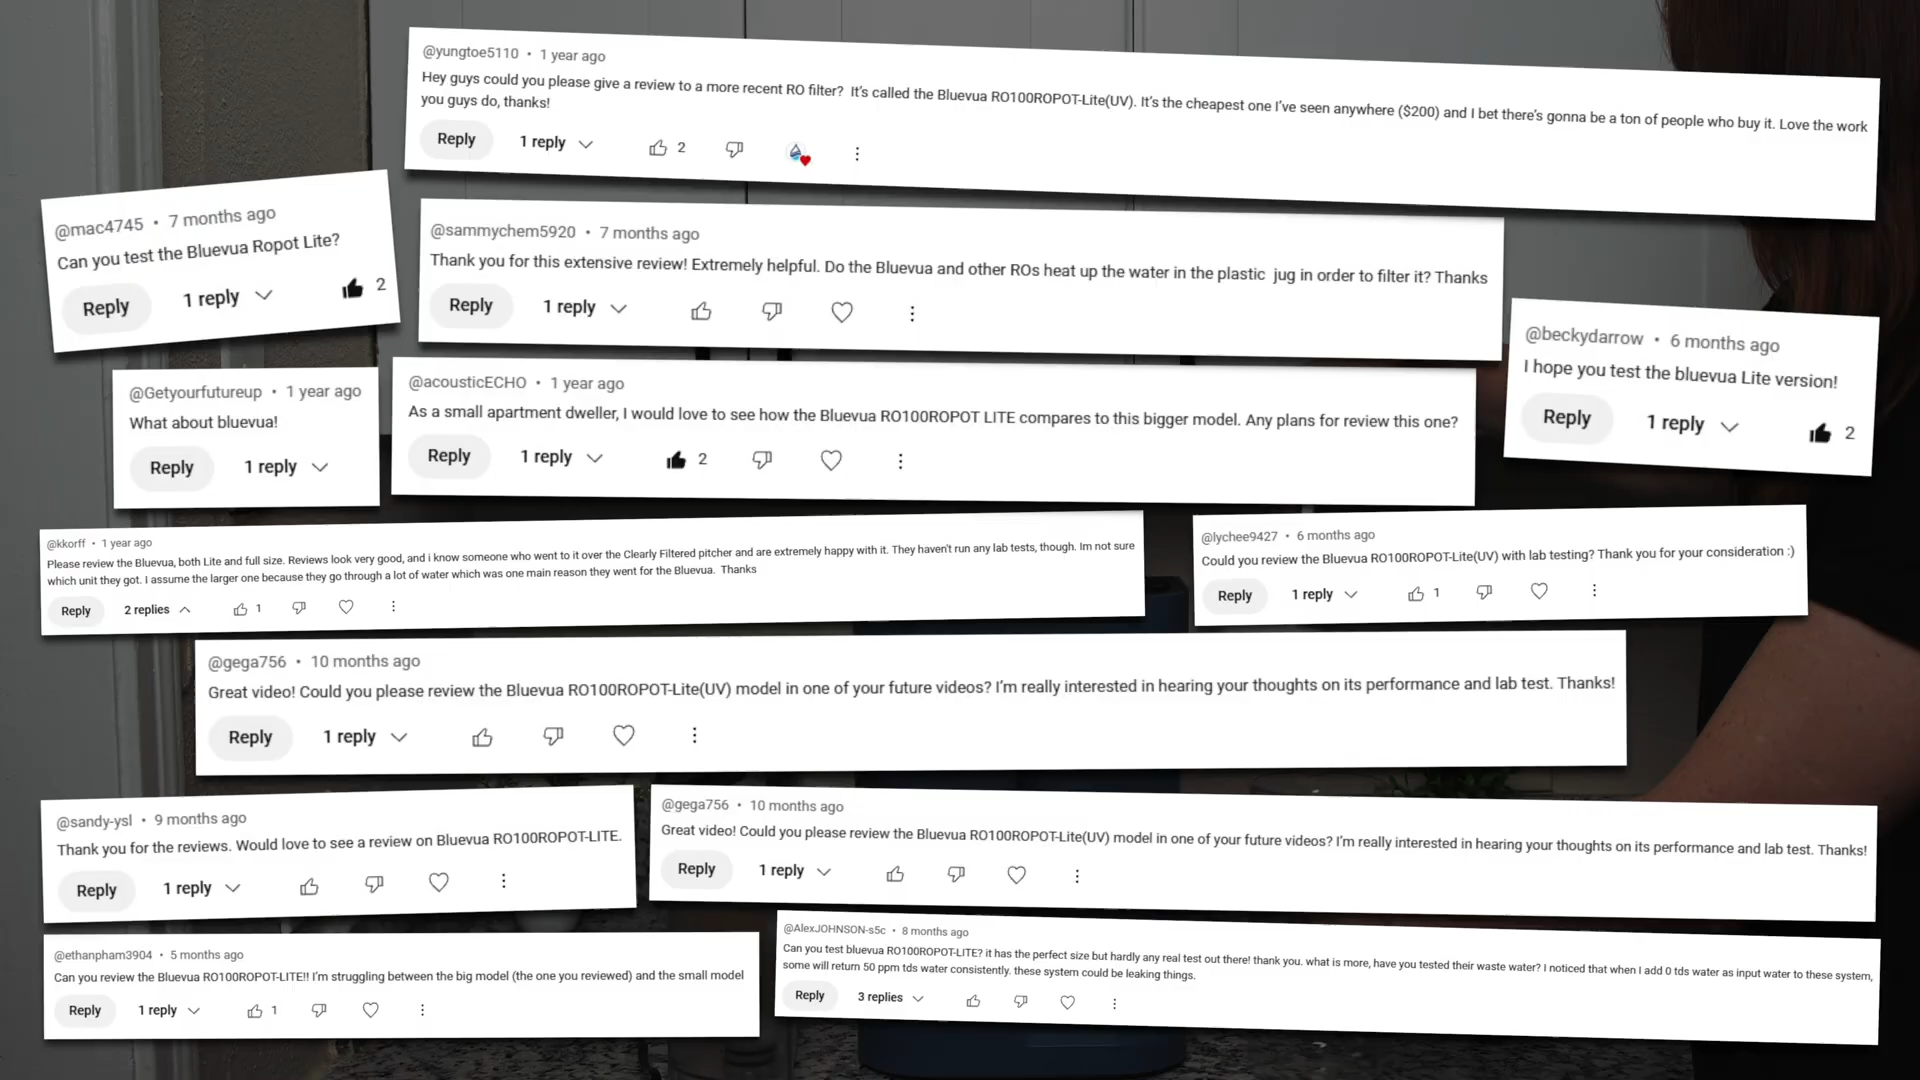 @yungtoe5110 • 1 year ago
Hey guys could you please give a review to a more recent RO filter? It's called the Bluevua RO100ROPOT-Lite(UV). It's the cheapest one I've seen anywhere ($200) and I bet there's gonna be a ton of people who buy it. Love the work
you guys do, thanks!
Reply 1 reply 2
@mac4745 • 7 months ago
Can you test the Bluevua Ropot Lite?
Reply 1 reply 2
@sammychem5920 • 7 months ago
Thank you for this extensive review! Extremely helpful. Do the Bluevua and other ROs heat up the water in the plastic jug in order to filter it? Thanks
Reply 1 reply
@beckydarrow • 6 months ago
I hope you test the bluevua Lite version!
Reply 1 reply 2
@Getyourfutureup • 1 year ago
What about bluevua!
Reply 1 reply
@acousticECHO • 1 year ago
As a small apartment dweller, I would love to see how the Bluevua RO100ROPOT LITE compares to this bigger model. Any plans for review this one?
Reply 1 reply 2
@kkorff • 1 year ago
Please review the Bluevua, both Lite and full size. Reviews look very good, and i know someone who went to it over the Clearly Filtered pitcher and are extremely happy with it. They haven't run any lab tests, though. Im not sure
which unit they got. I assume the larger one because they go through a lot of water which was one main reason they went for the Bluevua. Thanks
Reply 2 replies 1
@lychee9427 • 6 months ago
Could you review the Bluevua RO100ROPOT-Lite(UV) with lab testing? Thank you for your consideration :)
Reply 1 reply 1
@gega756 • 10 months ago
Great video! Could you please review the Bluevua RO100ROPOT-Lite(UV) model in one of your future videos? I'm really interested in hearing your thoughts on its performance and lab test. Thanks!
Reply 1 reply
@sandy-ysl • 9 months ago
Thank you for the reviews. Would love to see a review on Bluevua RO100ROPOT-LITE.
Reply 1 reply
@gega756 • 10 months ago
Great video! Could you please review the Bluevua RO100ROPOT-Lite(UV) model in one of your future videos? I'm really interested in hearing your thoughts on its performance and lab test. Thanks!
Reply 1 reply
@ethanpham3904 • 5 months ago
Can you review the Bluevua RO100ROPOT-LITE!! I'm struggling between the big model (the one you reviewed) and the small model
Reply 1 reply 1
@AlexJOHNSON-s5c • 8 months ago
Can you test bluevua RO100ROPOT-LITE? it has the perfect size but hardly any real test out there! thank you. what is more, have you tested their waste water? I noticed that when I add 0 tds water as input water to these system,
some will return 50 ppm tds water consistently. these system could be leaking things.
Reply 3 replies